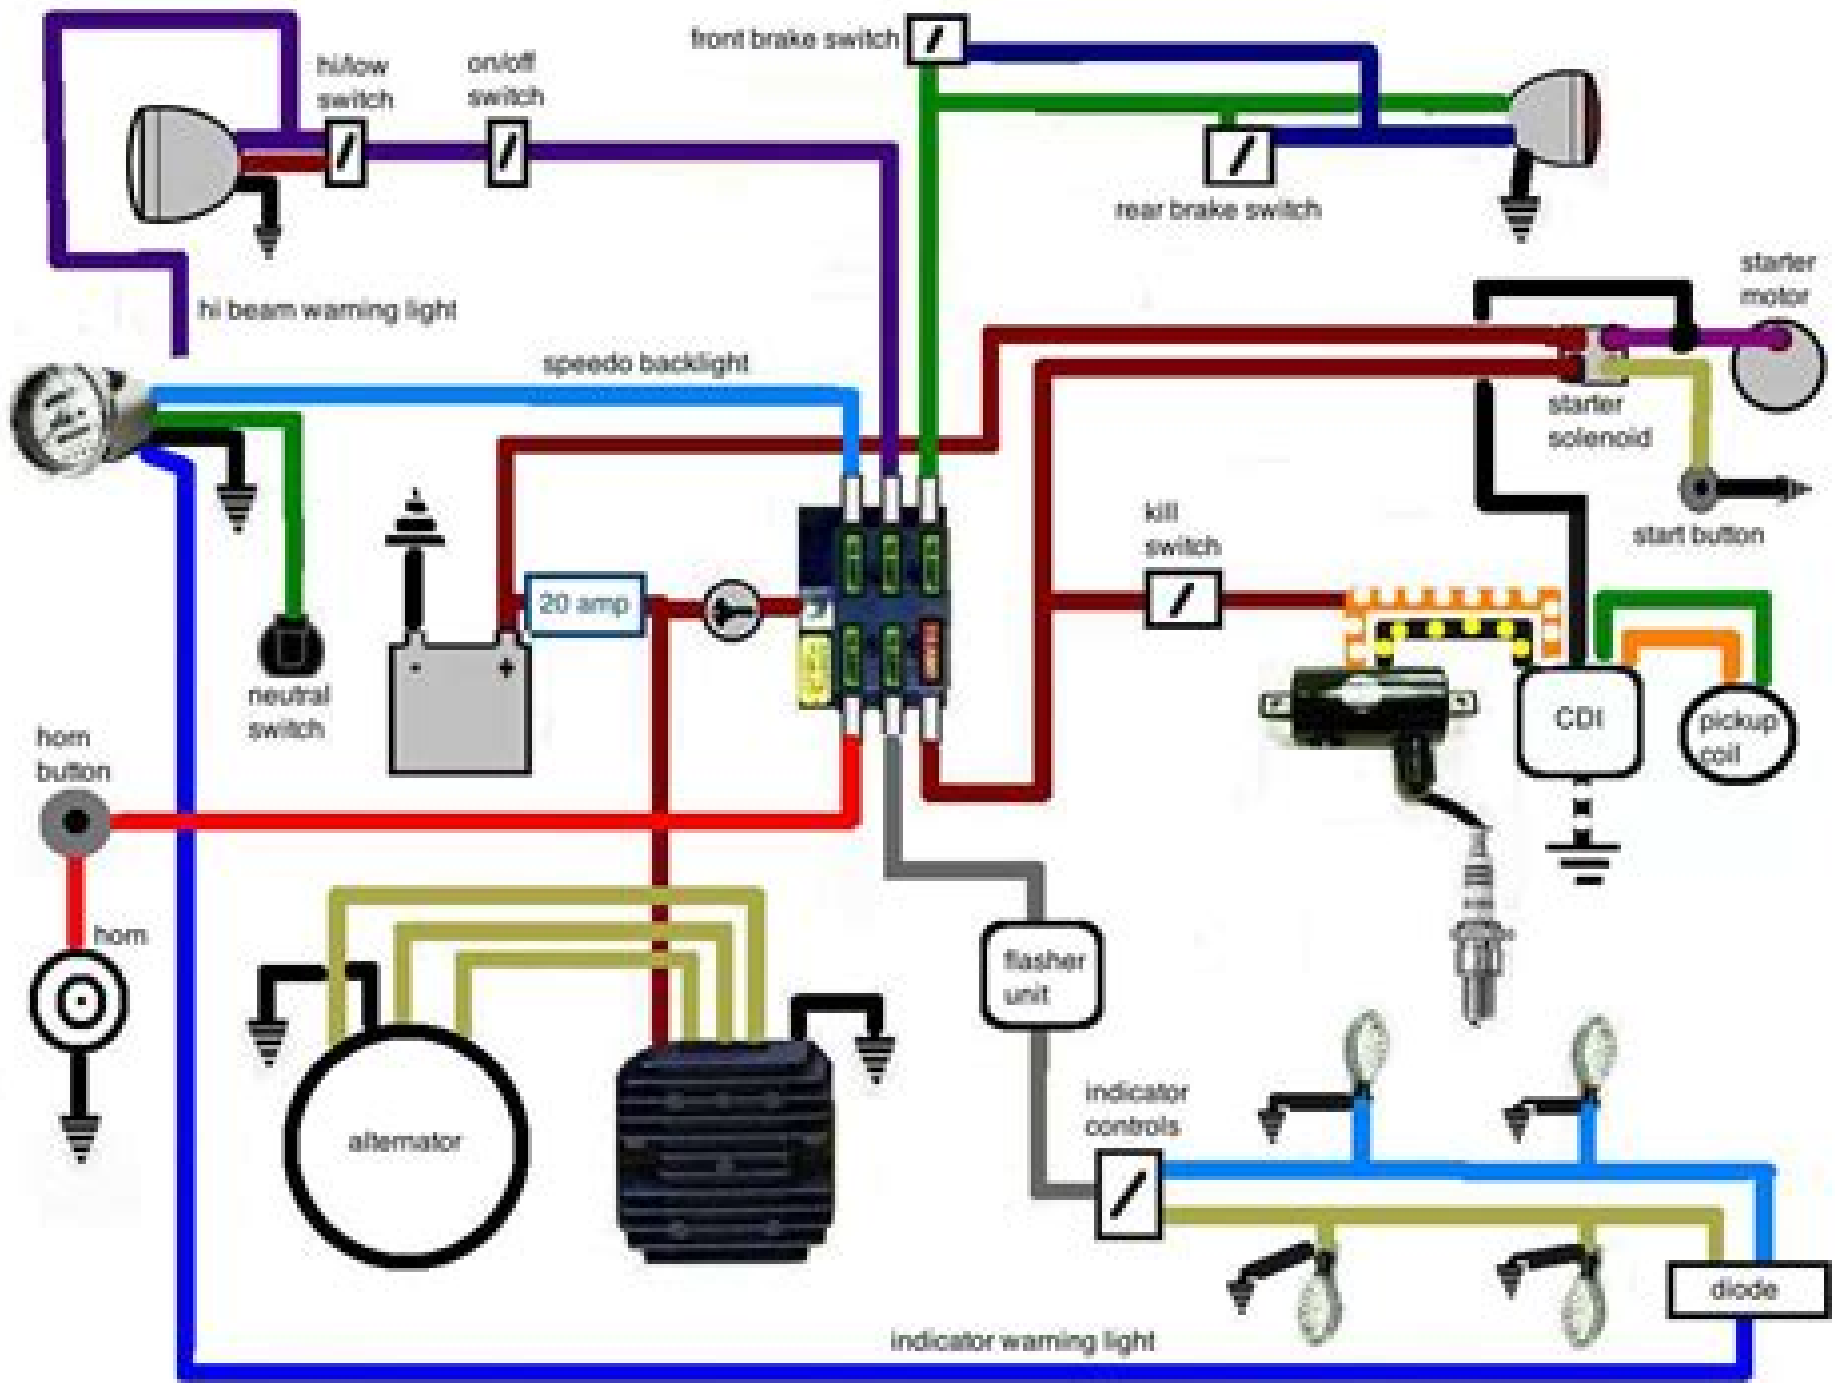 front brake switch
hi/low
switch
on/off
switch
rear brake switch
starter
motor
hi beam warning light
speedo backlight
starter
solenoid
start button
kill
switch
20 amp
-
+
neutral
switch
horn
button
CDI
pickup
coil
horn
flasher
unit
alternator
indicator
controls
diode
indicator warning light